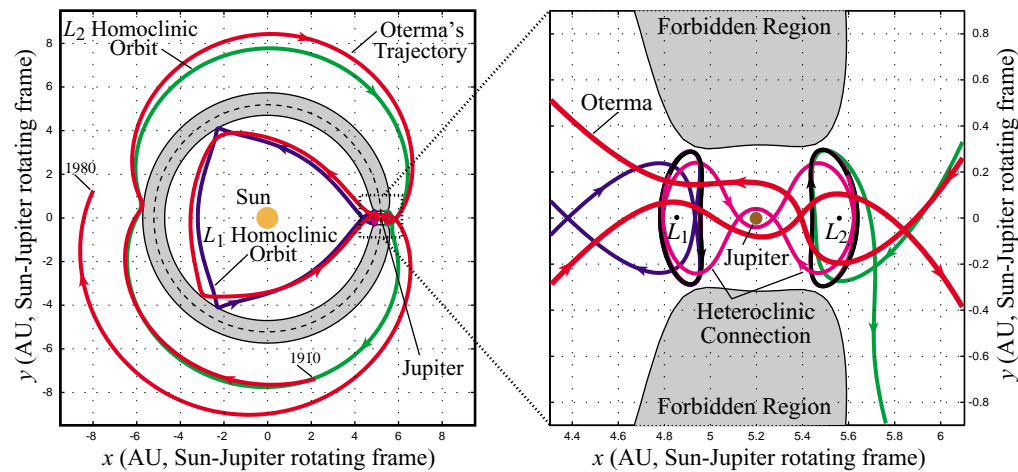 L2 Homoclinic
Orbit
Oterma's
Trajectory
1980
Sun
L1 Homoclinic
Orbit
1910
Jupiter
8
6
4
2
0
-2
-4
-6
-8
-8
-6
-4
-2
0
2
4
6
8
y (AU, Sun-Jupiter rotating frame)
x (AU, Sun-Jupiter rotating frame)
Forbidden Region
Oterma
L1
Jupiter
L2
Heteroclinic
Connection
Forbidden Region
0.8
0.6
0.4
0.2
0
-0.2
-0.4
-0.6
-0.8
4.4
4.6
4.8
5
5.2
5.4
5.6
5.8
6
y (AU, Sun-Jupiter rotating frame)
x (AU, Sun-Jupiter rotating frame)